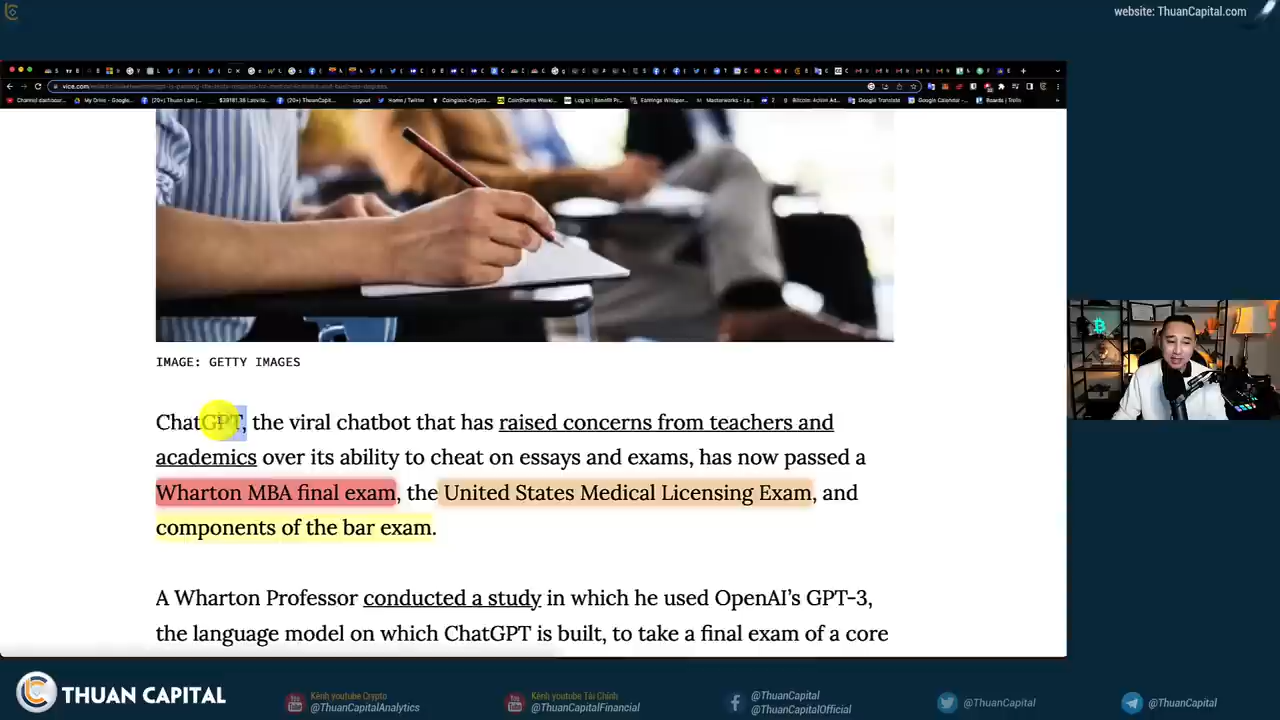 website: ThuanCapital.com
IMAGE: GETTY IMAGES
ChatGPT, the viral chatbot that has raised concerns from teachers and
academics over its ability to cheat on essays and exams, has now passed a
Wharton MBA final exam, the United States Medical Licensing Exam, and
components of the bar exam.
A Wharton Professor conducted a study in which he used OpenAI's GPT-3,
the language model on which ChatGPT is built, to take a final exam of a core
THUAN CAPITAL
Kênh youtube Crypto
@ThuanCapitalAnalytics
Kênh youtube Tài Chính
@ThuanCapitalFinancial
@ThuanCapital
@ThuanCapitalOfficial
@ThuanCapital
@ThuanCapital